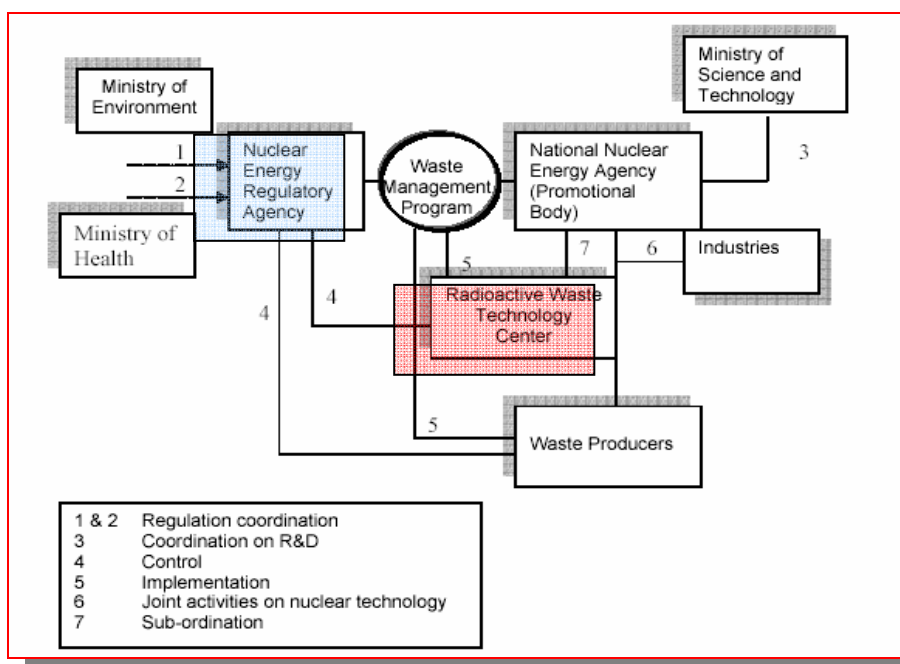 Ministry of
Environment
Ministry of
Science and
Technology
1
2
Nuclear
Energy
Regulatory
Agency
Waste
Management
Program
National Nuclear
Energy Agency
(Promotional
Body)
3
Ministry of
Health
Industries
4
4
5
7
6
Radioactive Waste
Technology
Center
5
Waste Producers
1 & 2 Regulation coordination
3 Coordination on R&D
4 Control
5 Implementation
6 Joint activities on nuclear technology
7 Sub-ordination